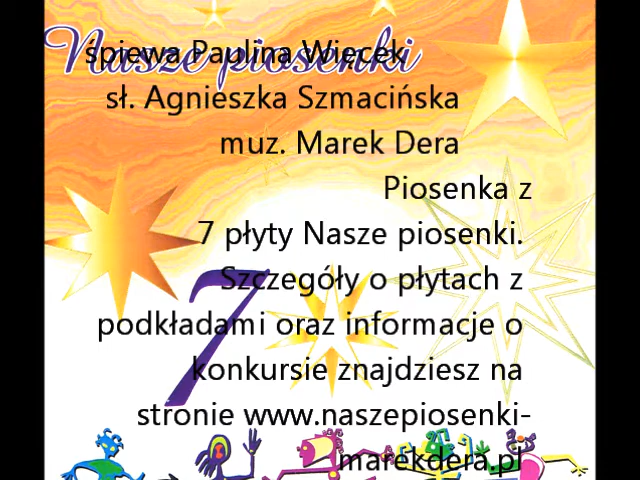 Nasze piosenki
śpiewa Paulina Więcek
sł. Agnieszka Szmacińska
muz. Marek Dera
Piosenka z
7 płyty Nasze piosenki.
Szczegóły o płytach z
7
podkładami oraz informacje o
konkursie znajdziesz na
stronie www.naszepiosenki-
marekdera.pl